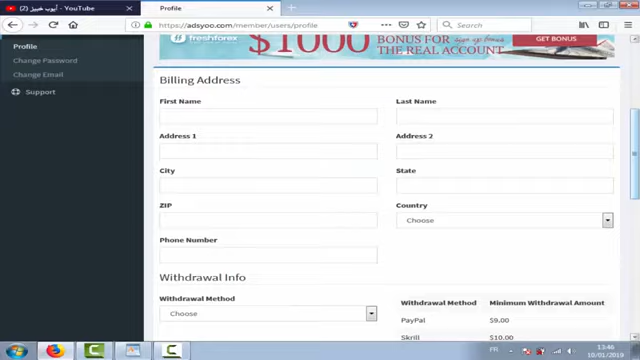 (2) أيوب خبيز - YouTube
Profile
https://adsyoo.com/member/users/profile
Search
Profile
Change Password
Change Email
Support
freshforex
$1000
BONUS FOR
THE REAL ACCOUNT
GET BONUS
Billing Address
First Name
Last Name
Address 1
Address 2
City
State
ZIP
Country
Choose
Phone Number
Withdrawal Info
Withdrawal Method
Choose
Withdrawal Method Minimum Withdrawal Amount
PayPal $9.00
Skrill $10.00
FR
13:46
10/01/2019